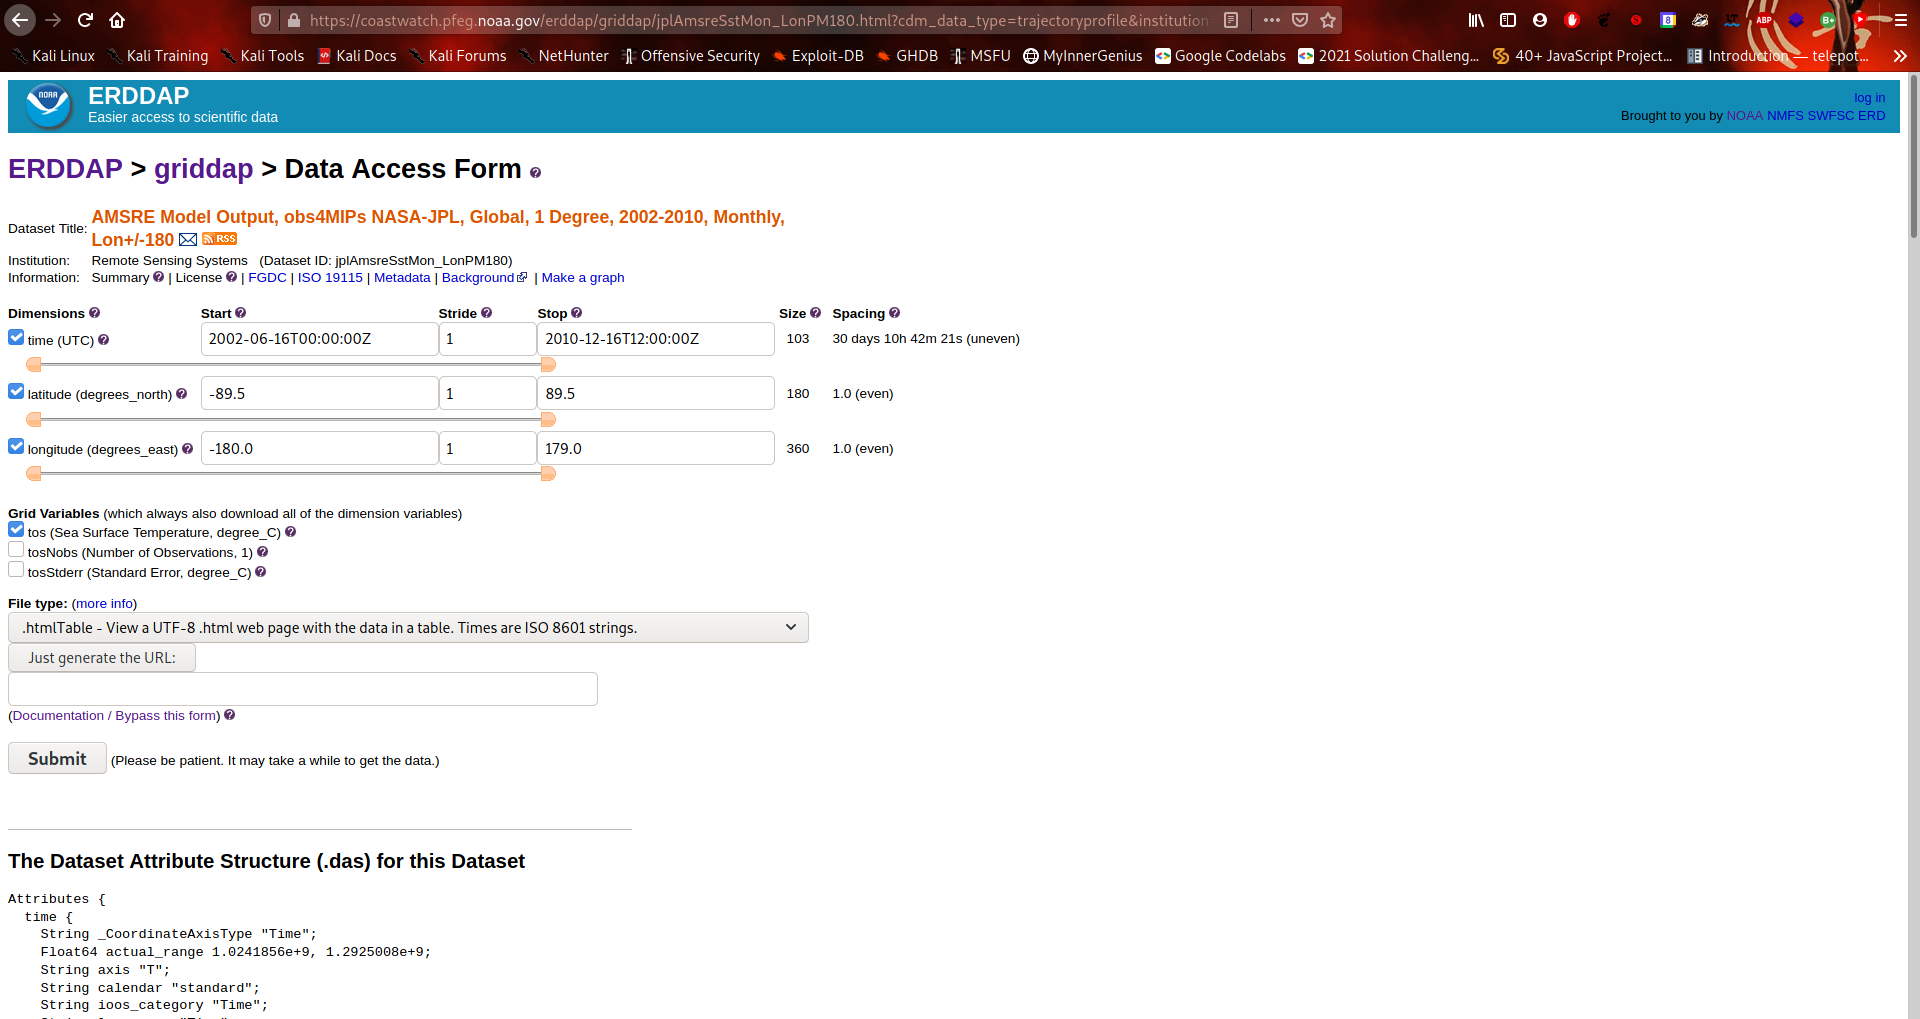 https://coastwatch.pfeg.noaa.gov/erddap/griddap/jplAmsreSstMon_LonPM180.html?cdm_data_type=trajectoryprofile&institution
Kali Linux Kali Training Kali Tools Kali Docs Kali Forums NetHunter Offensive Security Exploit-DB GHDB MSFU MyInnerGenius Google Codelabs 2021 Solution Challeng... 40+ JavaScript Project... Introduction — telepot...
ERDDAP
Easier access to scientific data
log in
Brought to you by NOAA NMFS SWFSC ERD
ERDDAP > griddap > Data Access Form
Dataset Title: AMSRE Model Output, obs4MIPs NASA-JPL, Global, 1 Degree, 2002-2010, Monthly,
Lon+/-180 RSS
Institution: Remote Sensing Systems (Dataset ID: jplAmsreSstMon_LonPM180)
Information: Summary | License | FGDC | ISO 19115 | Metadata | Background | Make a graph
Dimensions Start Stride Stop Size Spacing
time (UTC) 2002-06-16T00:00:00Z 1 2010-12-16T12:00:00Z 103 30 days 10h 42m 21s (uneven)
latitude (degrees_north) -89.5 1 89.5 180 1.0 (even)
longitude (degrees_east) -180.0 1 179.0 360 1.0 (even)
Grid Variables (which always also download all of the dimension variables)
tos (Sea Surface Temperature, degree_C)
tosNobs (Number of Observations, 1)
tosStderr (Standard Error, degree_C)
File type: (more info)
.htmlTable - View a UTF-8 .html web page with the data in a table. Times are ISO 8601 strings.
Just generate the URL:
(Documentation / Bypass this form)
Submit (Please be patient. It may take a while to get the data.)
The Dataset Attribute Structure (.das) for this Dataset
Attributes {
time {
String _CoordinateAxisType "Time";
Float64 actual_range 1.0241856e+9, 1.2925008e+9;
String axis "T";
String calendar "standard";
String ioos_category "Time";